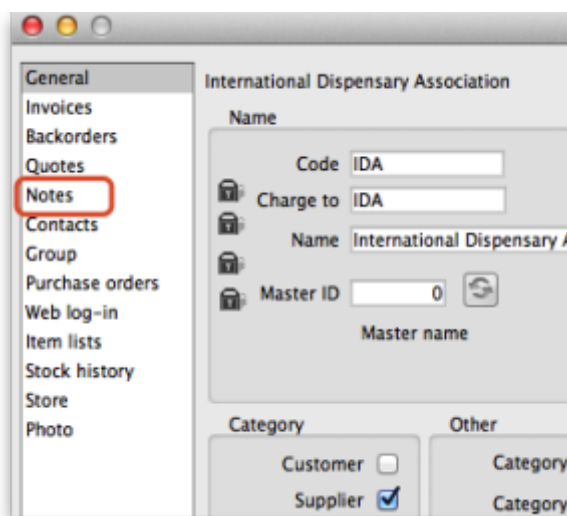 General
Invoices
Backorders
Quotes
Notes
Contacts
Group
Purchase orders
Web log-in
Item lists
Stock history
Store
Photo
International Dispensary Association
Name
Code IDA
Charge to IDA
Name International Dispensary A
Master ID 0
Master name
Category
Customer
Supplier
Other
Category
Category